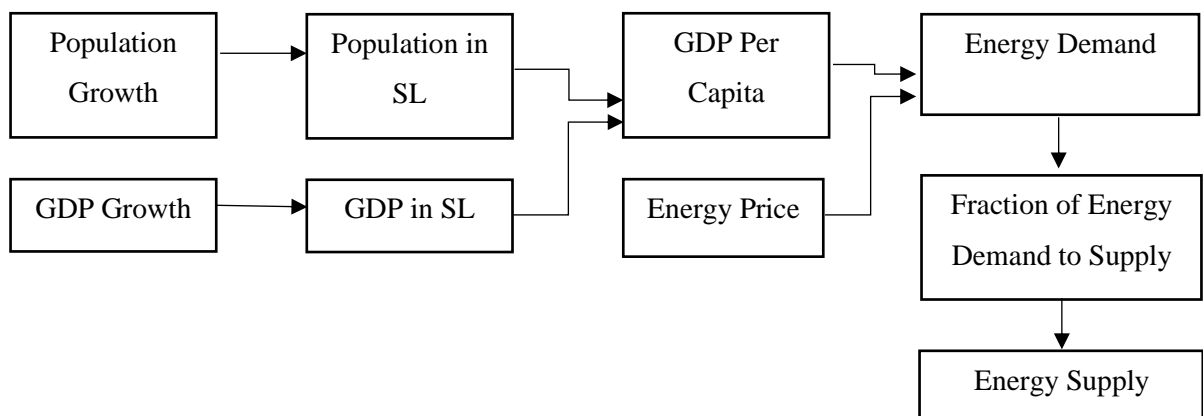 Population
Growth
Population in
SL
GDP Per
Capita
Energy Demand
GDP Growth
GDP in SL
Energy Price
Fraction of Energy
Demand to Supply
Energy Supply